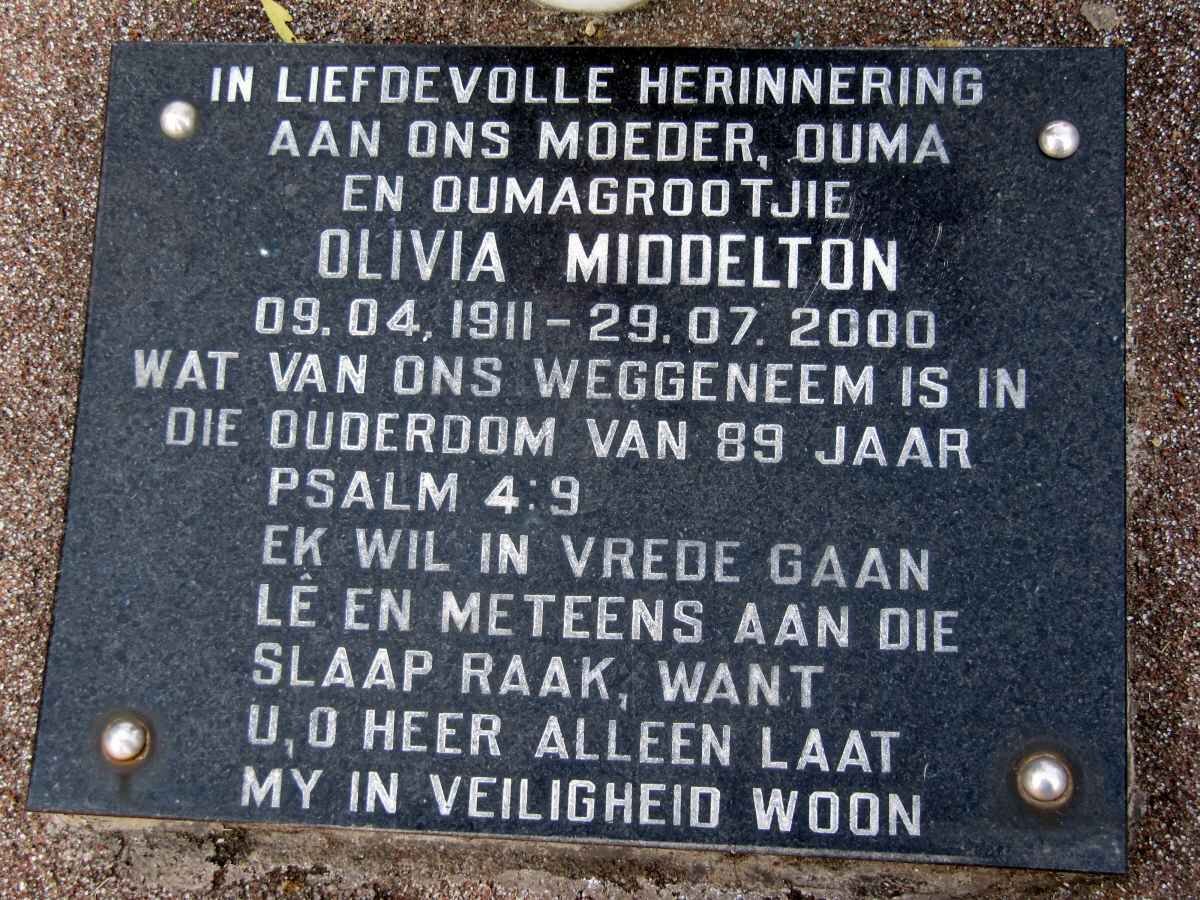 IN LIEFDEVOLLE HERINNERING
AAN ONS MOEDER, OUMA
EN OUMAGROOTJIE
OLIVIA MIDDELTON
09.04.1911 - 29.07.2000
WAT VAN ONS WEGGENEEM IS IN
DIE OUDERDOM VAN 89 JAAR
PSALM 4:9
EK WIL IN VREDE GAAN
LÊ EN METEENS AAN DIE
SLAAP RAAK, WANT
U, O HEER ALLEEN LAAT
MY IN VEILIGHEID WOON